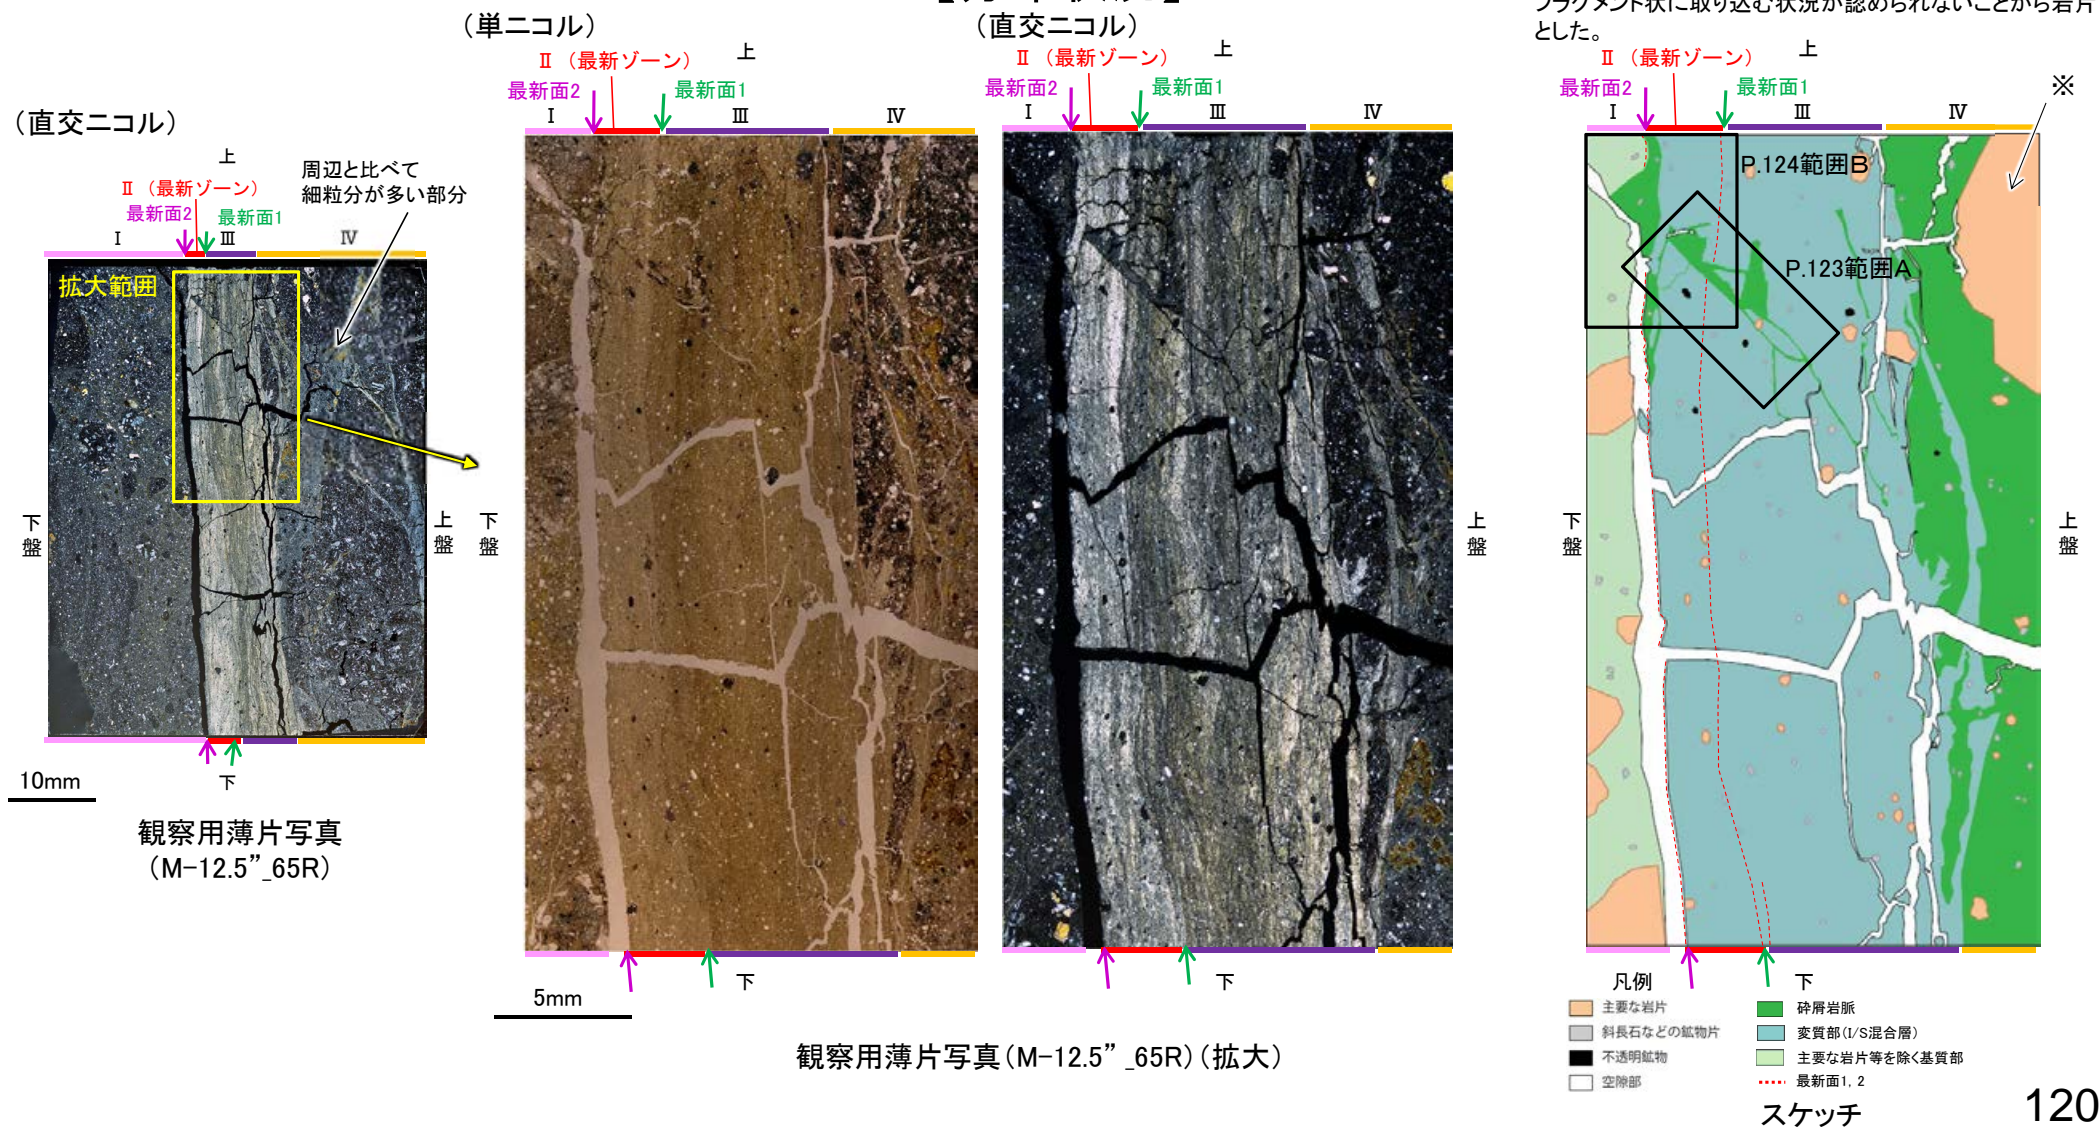 フラグメント状に取り込む状況が認められないことから岩片
とした。
(直交ニコル)
上
Ⅱ (最新ゾーン)
最新面2
最新面1
Ⅰ
Ⅲ
Ⅳ
周辺と比べて
細粒分が多い部分
拡大範囲
下盤
上盤
下
10mm
観察用薄片写真
(M-12.5”_65R)
(単ニコル)
Ⅱ (最新ゾーン)
上
最新面2
最新面1
Ⅰ
Ⅲ
Ⅳ
下盤
下
5mm
(直交ニコル)
Ⅱ (最新ゾーン)
上
最新面2
最新面1
Ⅰ
Ⅲ
Ⅳ
上盤
下
観察用薄片写真(M-12.5”_65R)(拡大)
Ⅱ (最新ゾーン)
上
最新面2
最新面1
※
Ⅰ
Ⅲ
Ⅳ
P.124範囲B
P.123範囲A
下盤
上盤
下
凡例
主要な岩片
斜長石などの鉱物片
不透明鉱物
空隙部
砕屑岩脈
変質部(I/S混合層)
主要な岩片等を除く基質部
最新面1, 2
スケッチ
120